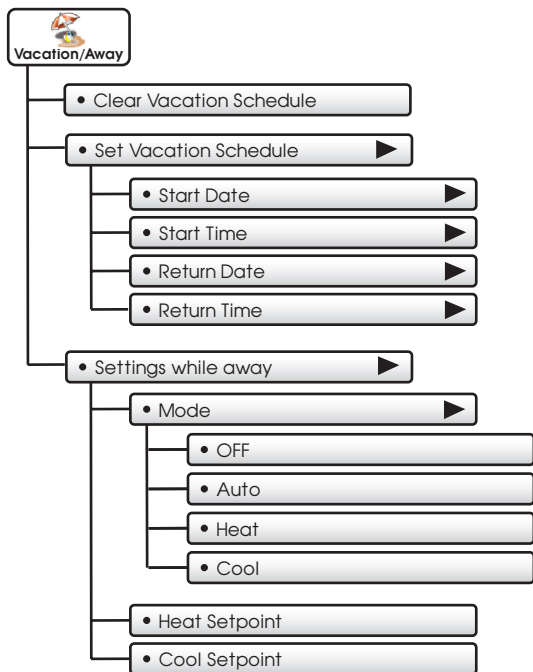 Vacation/Away
• Clear Vacation Schedule
• Set Vacation Schedule
• Start Date
• Start Time
• Return Date
• Return Time
• Settings while away
• Mode
• OFF
• Auto
• Heat
• Cool
• Heat Setpoint
• Cool Setpoint